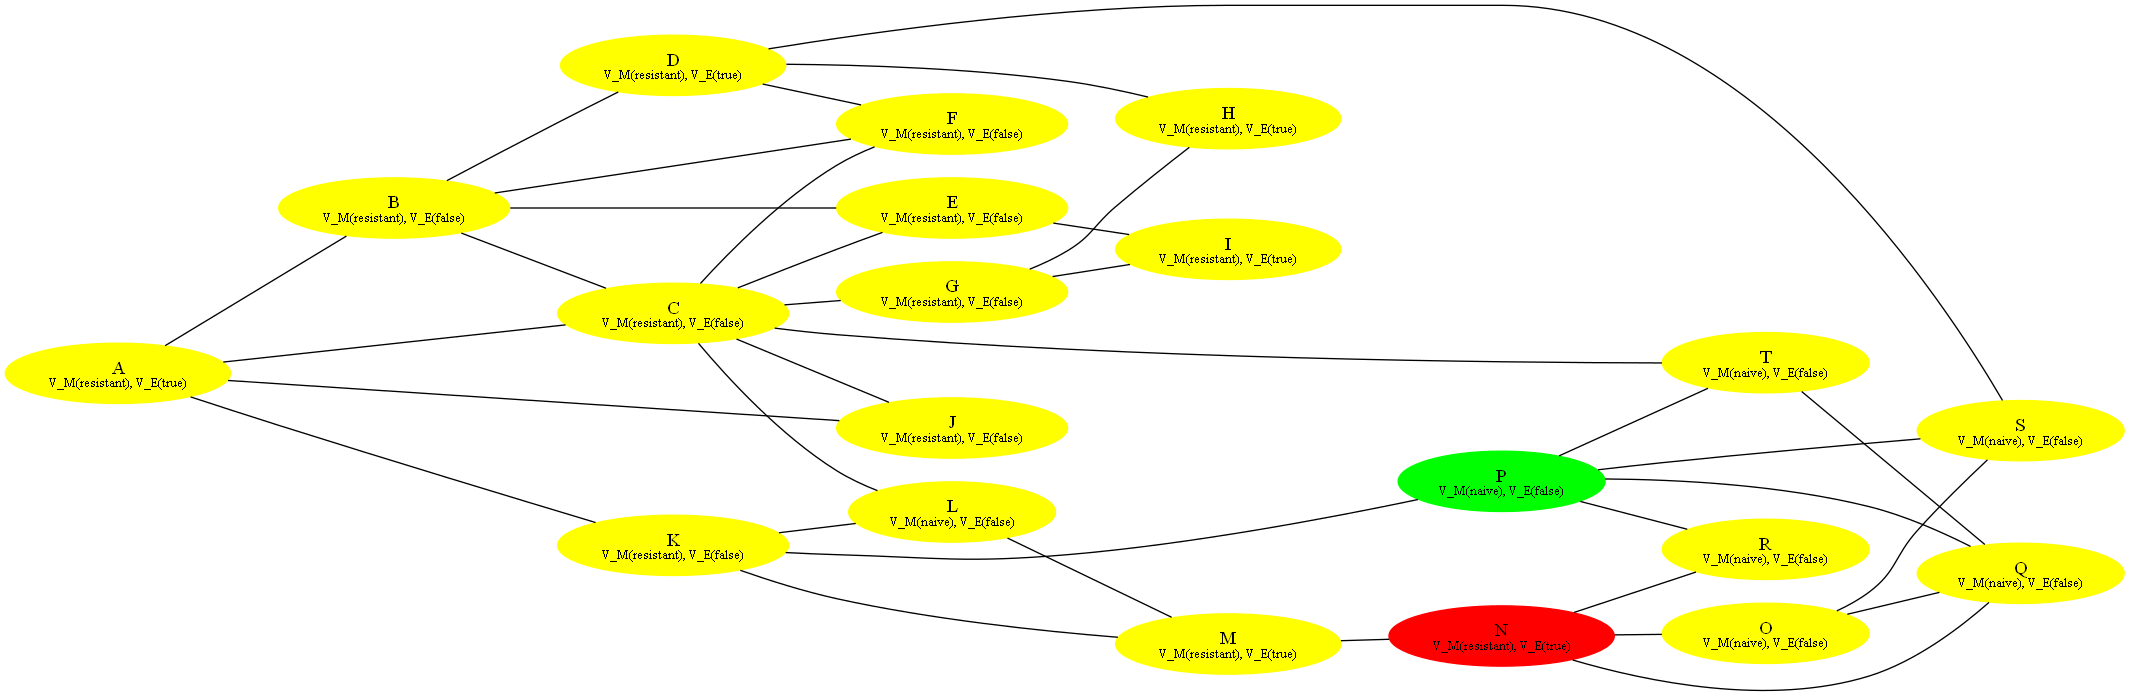 D
V_M(resistant), V_E(true)
F
V_M(resistant), V_E(false)
H
V_M(resistant), V_E(true)
B
V_M(resistant), V_E(false)
E
V_M(resistant), V_E(false)
I
V_M(resistant), V_E(true)
G
V_M(resistant), V_E(false)
C
V_M(resistant), V_E(false)
A
V_M(resistant), V_E(true)
T
V_M(naive), V_E(false)
J
V_M(resistant), V_E(false)
S
V_M(naive), V_E(false)
P
V_M(naive), V_E(false)
L
V_M(naive), V_E(false)
K
V_M(resistant), V_E(false)
R
V_M(naive), V_E(false)
Q
V_M(naive), V_E(false)
M
V_M(resistant), V_E(true)
N
V_M(resistant), V_E(true)
O
V_M(naive), V_E(false)